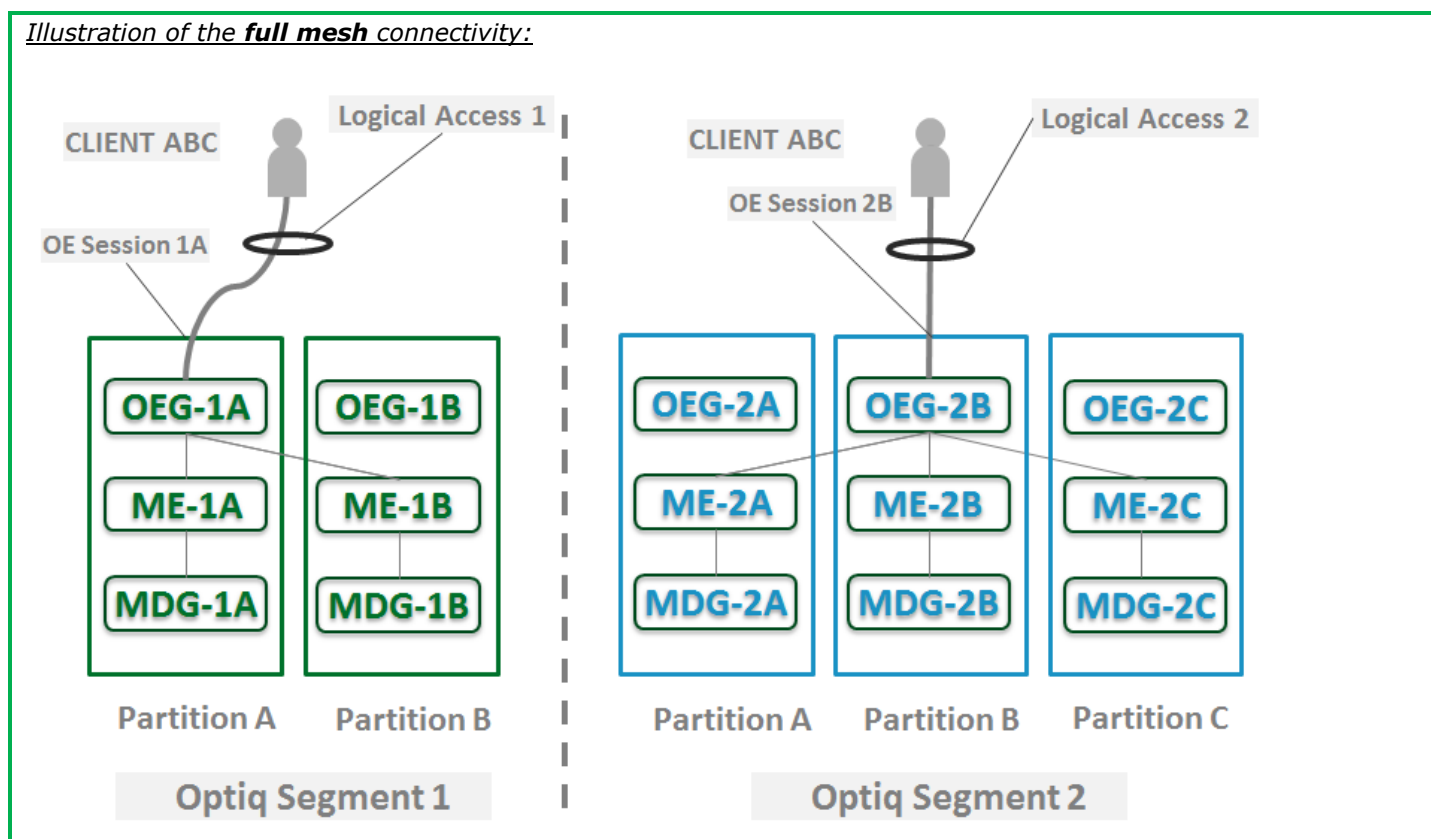 Illustration of the full mesh connectivity:
CLIENT ABC
Logical Access 1
OE Session 1A
OEG-1A
OEG-1B
ME-1A
ME-1B
MDG-1A
MDG-1B
Partition A
Partition B
Optiq Segment 1
CLIENT ABC
Logical Access 2
OE Session 2B
OEG-2A
OEG-2B
OEG-2C
ME-2A
ME-2B
ME-2C
MDG-2A
MDG-2B
MDG-2C
Partition A
Partition B
Partition C
Optiq Segment 2